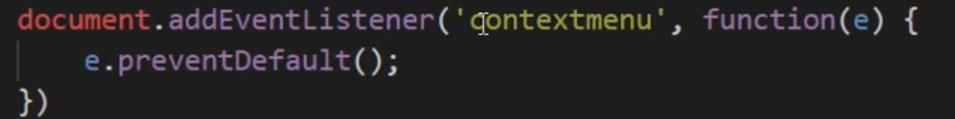 document.addEventListener('contextmenu', function(e) {
    e.preventDefault();
})